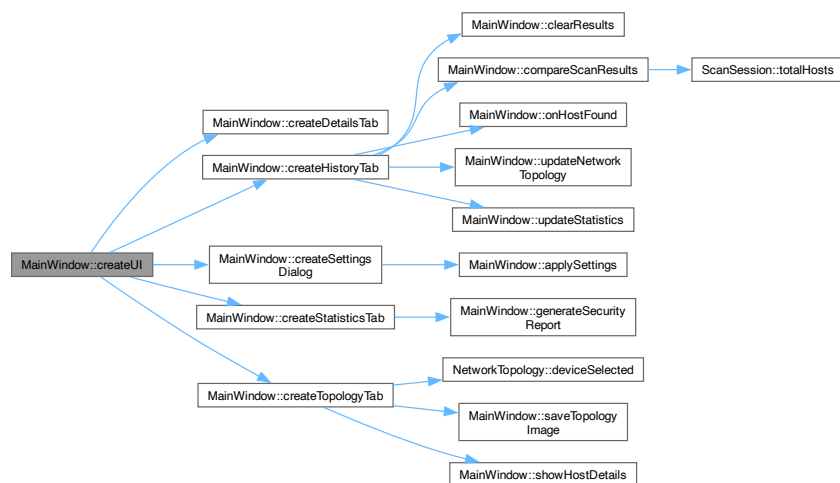 MainWindow::clearResults
MainWindow::compareScanResults
ScanSession::totalHosts
MainWindow::onHostFound
MainWindow::createDetailsTab
MainWindow::createHistoryTab
MainWindow::updateNetwork
Topology
MainWindow::updateStatistics
MainWindow::createUI
MainWindow::createSettings
Dialog
MainWindow::applySettings
MainWindow::createStatisticsTab
MainWindow::generateSecurity
Report
NetworkTopology::deviceSelected
MainWindow::createTopologyTab
MainWindow::saveTopology
Image
MainWindow::showHostDetails